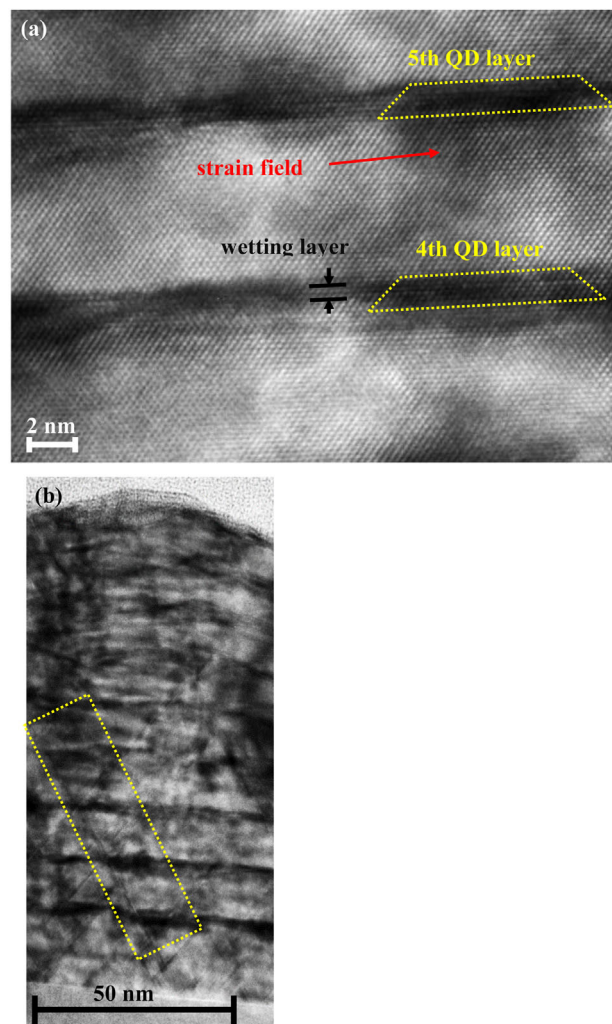 (a)
5th QD layer
strain field
wetting layer
4th QD layer
2 nm
(b)
50 nm